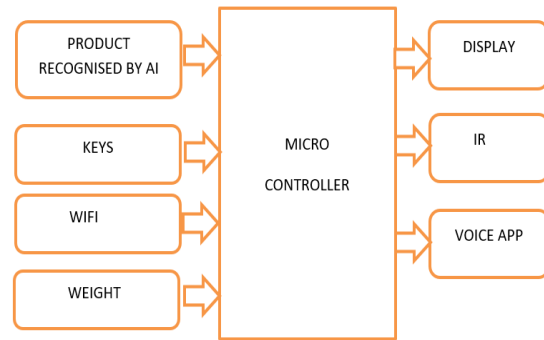 PRODUCT
RECOGNISED BY AI
KEYS
WIFI
WEIGHT
MICRO
CONTROLLER
DISPLAY
IR
VOICE APP